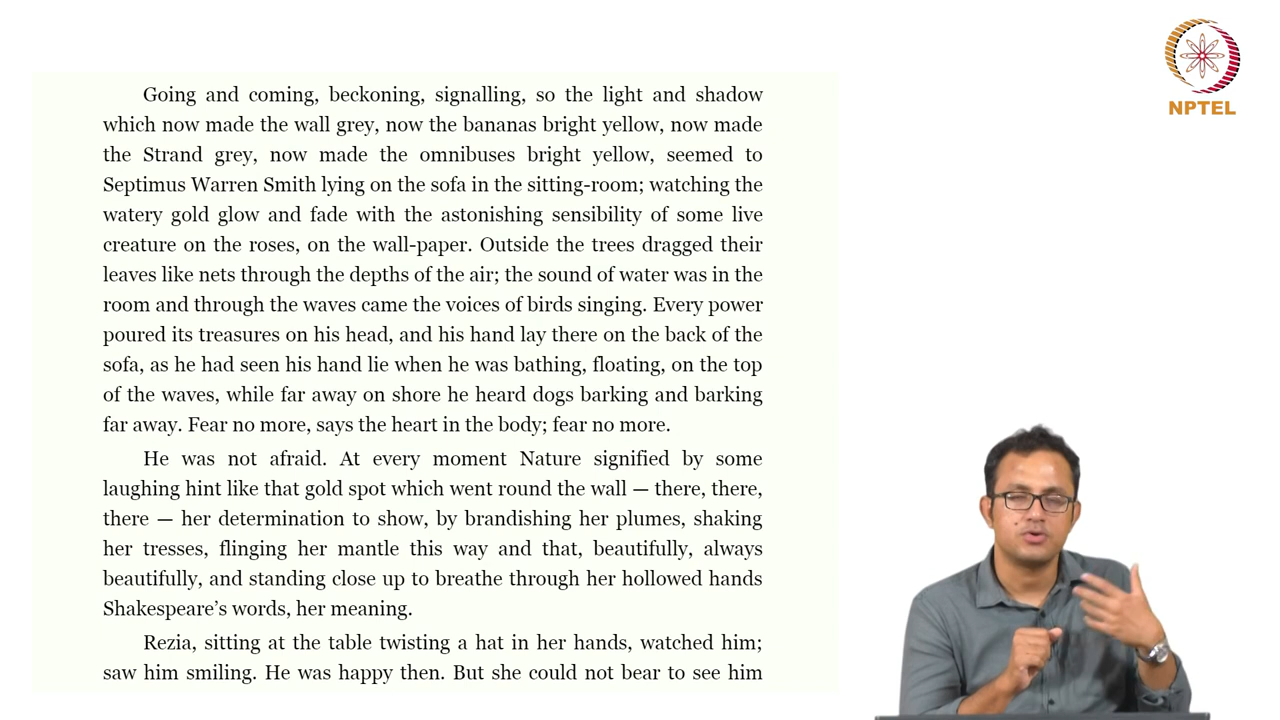 Going and coming, beckoning, signalling, so the light and shadow
which now made the wall grey, now the bananas bright yellow, now made
the Strand grey, now made the omnibuses bright yellow, seemed to
Septimus Warren Smith lying on the sofa in the sitting-room; watching the
watery gold glow and fade with the astonishing sensibility of some live
creature on the roses, on the wall-paper. Outside the trees dragged their
leaves like nets through the depths of the air; the sound of water was in the
room and through the waves came the voices of birds singing. Every power
poured its treasures on his head, and his hand lay there on the back of the
sofa, as he had seen his hand lie when he was bathing, floating, on the top
of the waves, while far away on shore he heard dogs barking and barking
far away. Fear no more, says the heart in the body; fear no more.
He was not afraid. At every moment Nature signified by some
laughing hint like that gold spot which went round the wall — there, there,
there — her determination to show, by brandishing her plumes, shaking
her tresses, flinging her mantle this way and that, beautifully, always
beautifully, and standing close up to breathe through her hollowed hands
Shakespeare’s words, her meaning.
Rezia, sitting at the table twisting a hat in her hands, watched him;
saw him smiling. He was happy then. But she could not bear to see him
NPTEL